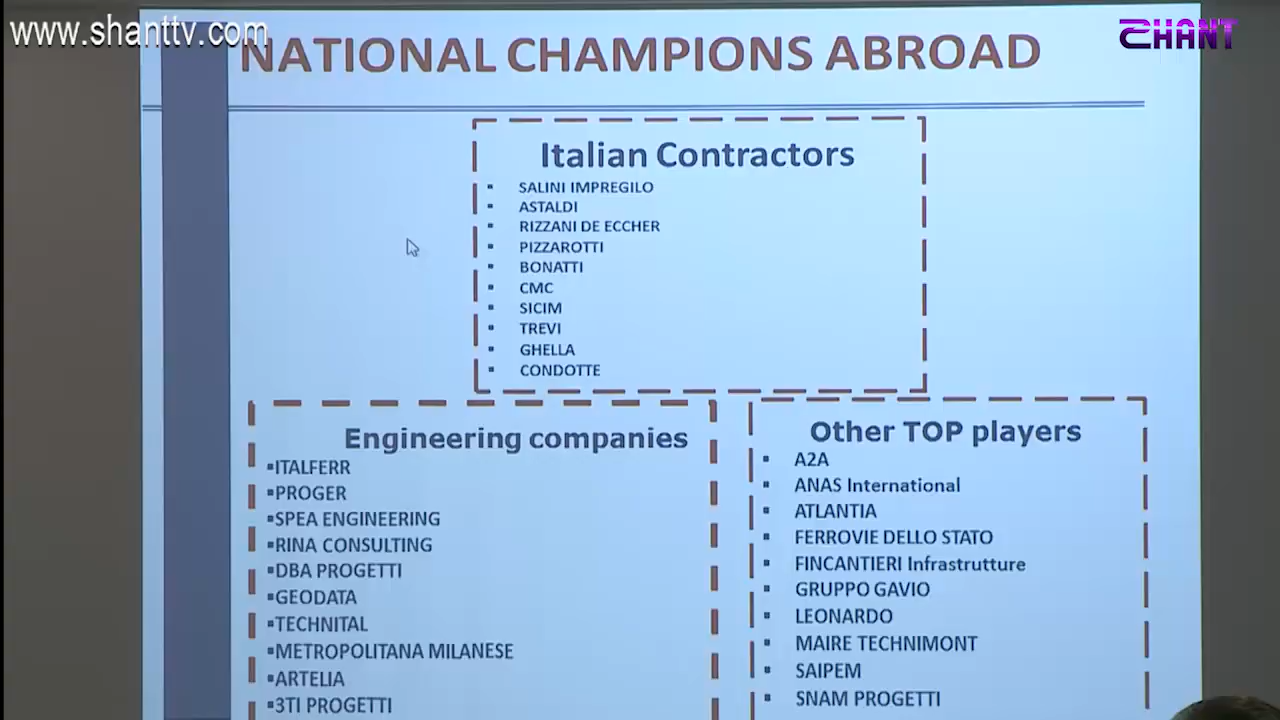 www.shanttv.com
SHANT
NATIONAL CHAMPIONS ABROAD
Italian Contractors
▪ SALINI IMPREGILO
▪ ASTALDI
▪ RIZZANI DE ECCHER
▪ PIZZAROTTI
▪ BONATTI
▪ CMC
▪ SICIM
▪ TREVI
▪ GHELLA
▪ CONDOTTE
Engineering companies
▪ITALFERR
▪PROGER
▪SPEA ENGINEERING
▪RINA CONSULTING
▪DBA PROGETTI
▪GEODATA
▪TECHNITAL
▪METROPOLITANA MILANESE
▪ARTELIA
▪3TI PROGETTI
Other TOP players
▪ A2A
▪ ANAS International
▪ ATLANTIA
▪ FERROVIE DELLO STATO
▪ FINCANTIERI Infrastrutture
▪ GRUPPO GAVIO
▪ LEONARDO
▪ MAIRE TECHNIMONT
▪ SAIPEM
▪ SNAM PROGETTI